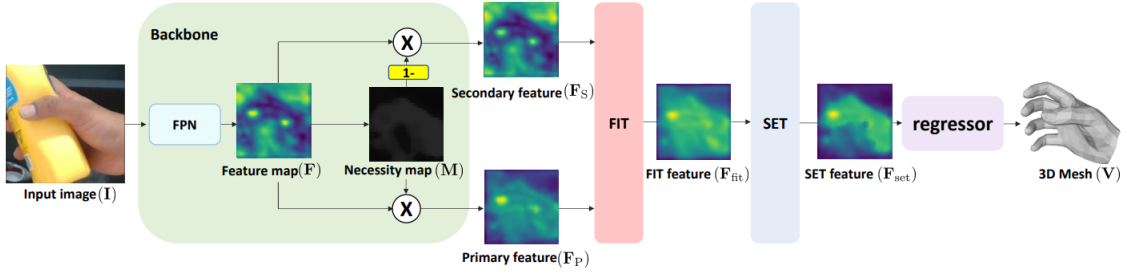 Backbone
X
1-
Secondary feature(F_S)
FPN
Feature map(F)
Necessity map (M)
Input image(I)
X
Primary feature(F_P)
FIT
FIT feature (F_fit)
SET
SET feature (F_set)
regressor
3D Mesh (V)